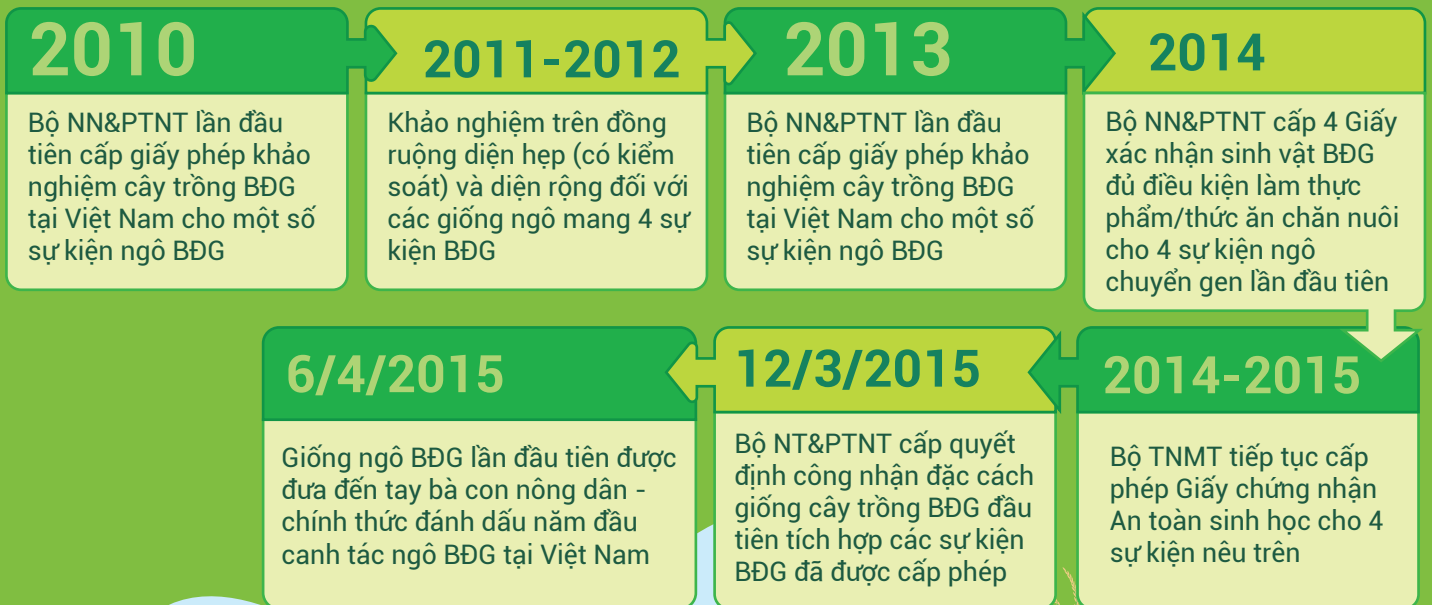 2010
Bộ NN&PTNT lần đầu
tiên cấp giấy phép khảo
nghiệm cây trồng BĐG
tại Việt Nam cho một số
sự kiện ngô BĐG
2011-2012
Khảo nghiệm trên đồng
ruộng diện hẹp (có kiểm
soát) và diện rộng đối với
các giống ngô mang 4 sự
kiện BĐG
2013
Bộ NN&PTNT lần đầu
tiên cấp giấy phép khảo
nghiệm cây trồng BĐG
tại Việt Nam cho một số
sự kiện ngô BĐG
2014
Bộ NN&PTNT cấp 4 Giấy
xác nhận sinh vật BĐG
đủ điều kiện làm thực
phẩm/thức ăn chăn nuôi
cho 4 sự kiện ngô
chuyển gen lần đầu tiên
2014-2015
Bộ TNMT tiếp tục cấp
phép Giấy chứng nhận
An toàn sinh học cho 4
sự kiện nêu trên
12/3/2015
Bộ NT&PTNT cấp quyết
định công nhận đặc cách
giống cây trồng BĐG đầu
tiên tích hợp các sự kiện
BĐG đã được cấp phép
6/4/2015
Giống ngô BĐG lần đầu tiên được
đưa đến tay bà con nông dân -
chính thức đánh dấu năm đầu
canh tác ngô BĐG tại Việt Nam